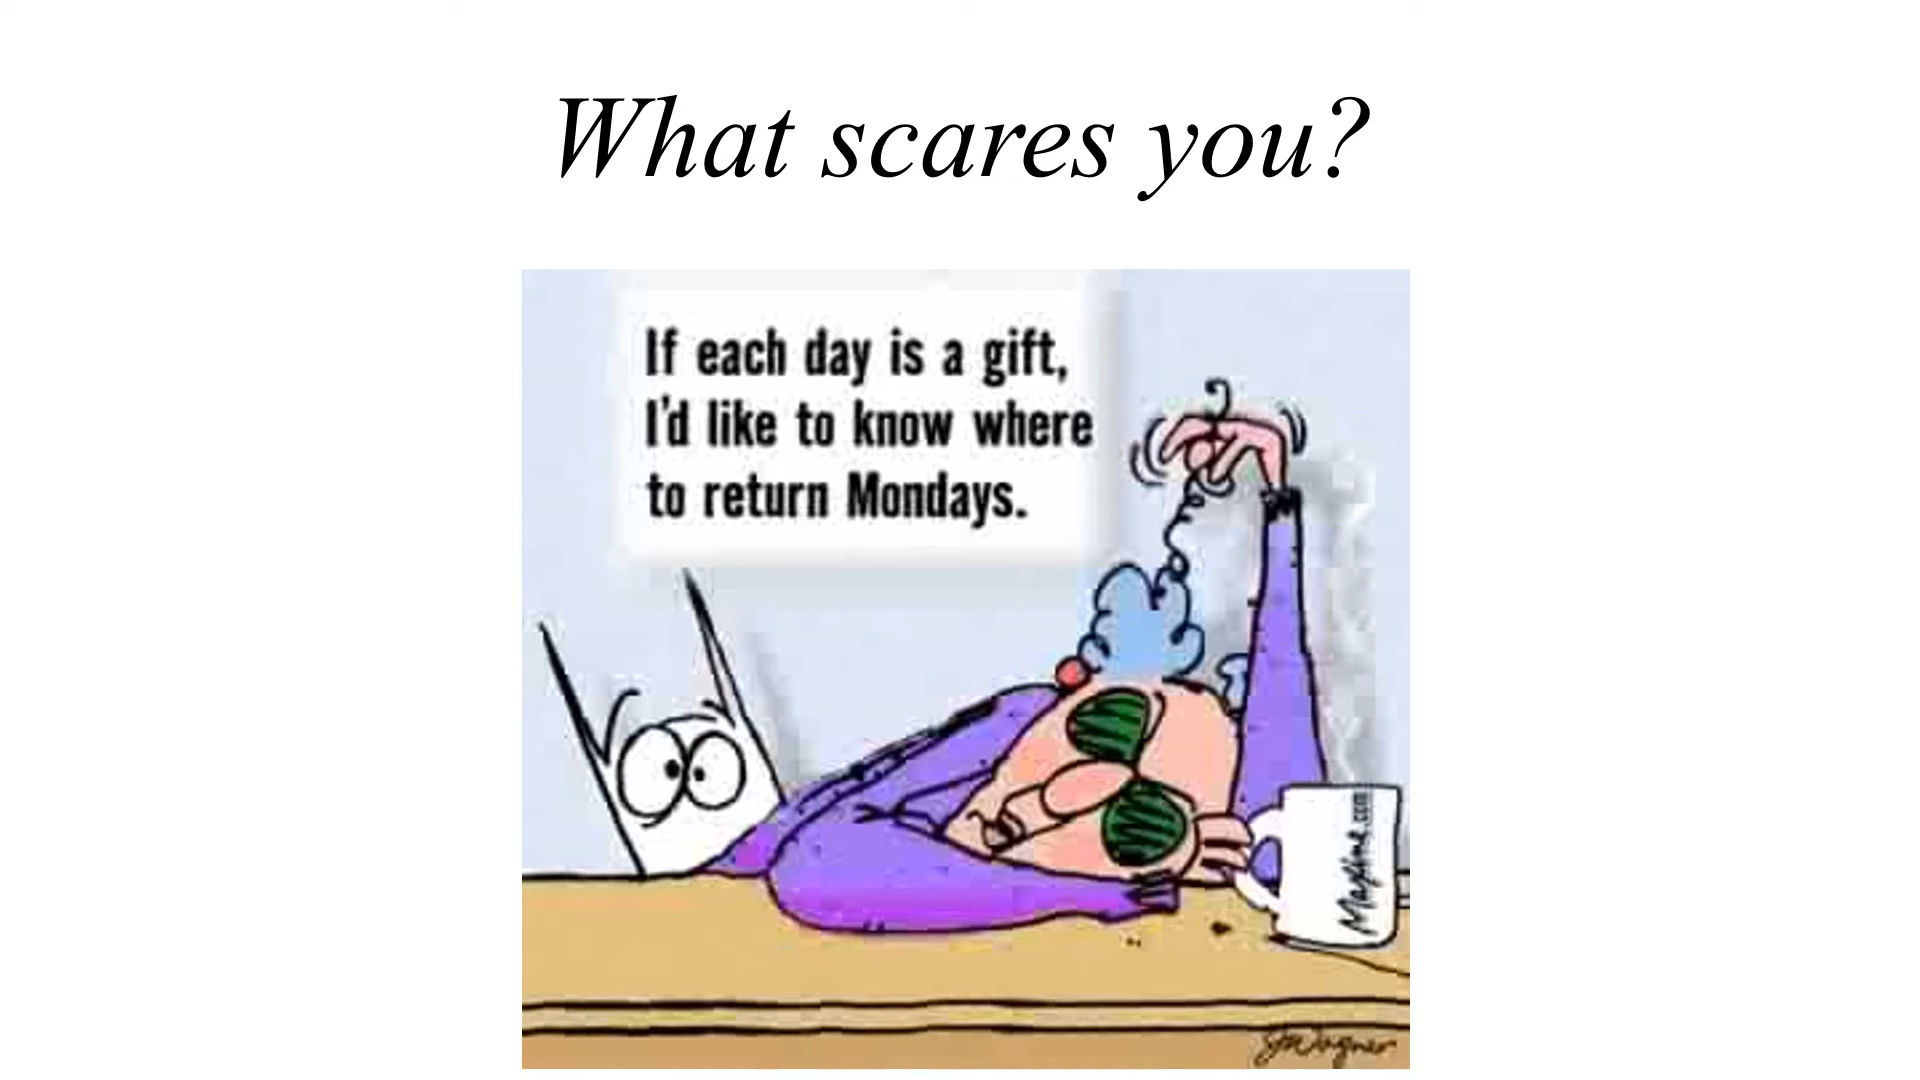 What scares you?
If each day is a gift,
I'd like to know where
to return Mondays.
Maxine.com